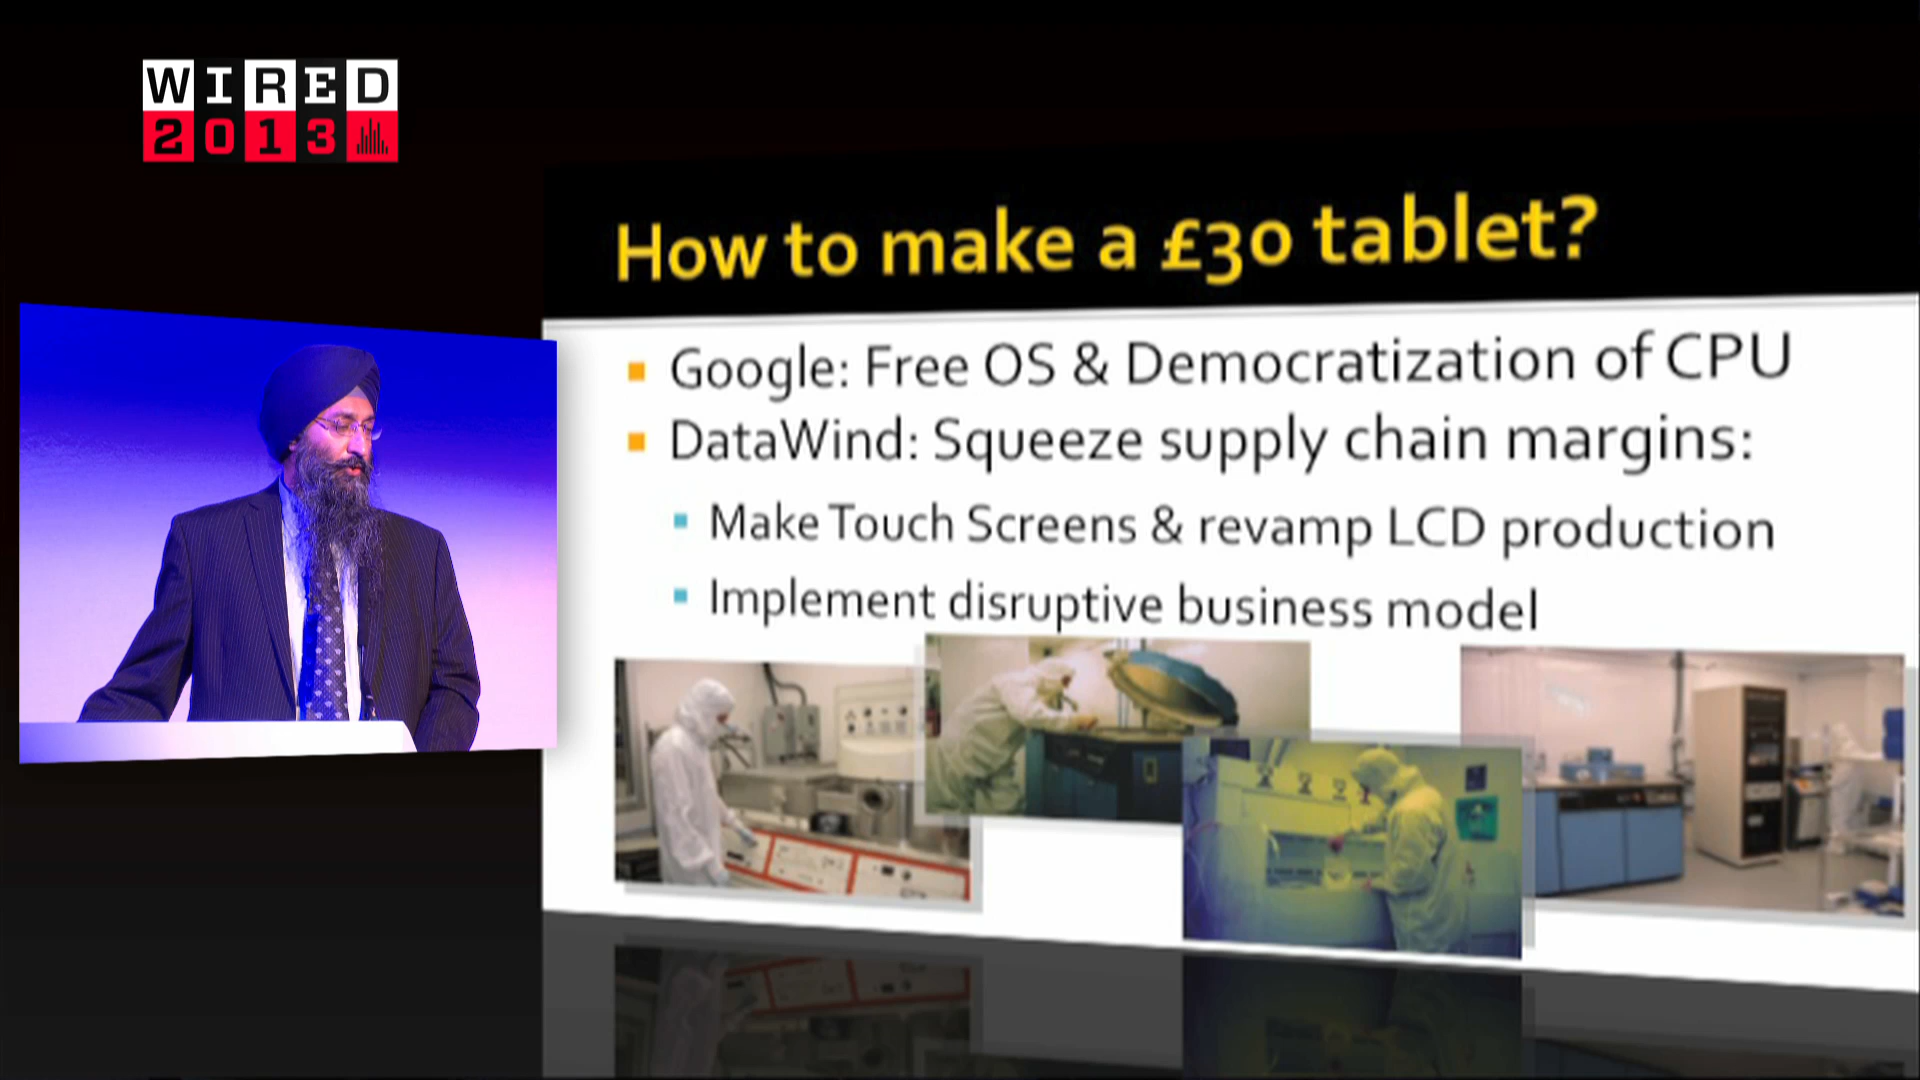 WIRED
2013
How to make a £30 tablet?
Google: Free OS & Democratization of CPU
DataWind: Squeeze supply chain margins:
Make Touch Screens & revamp LCD production
Implement disruptive business model